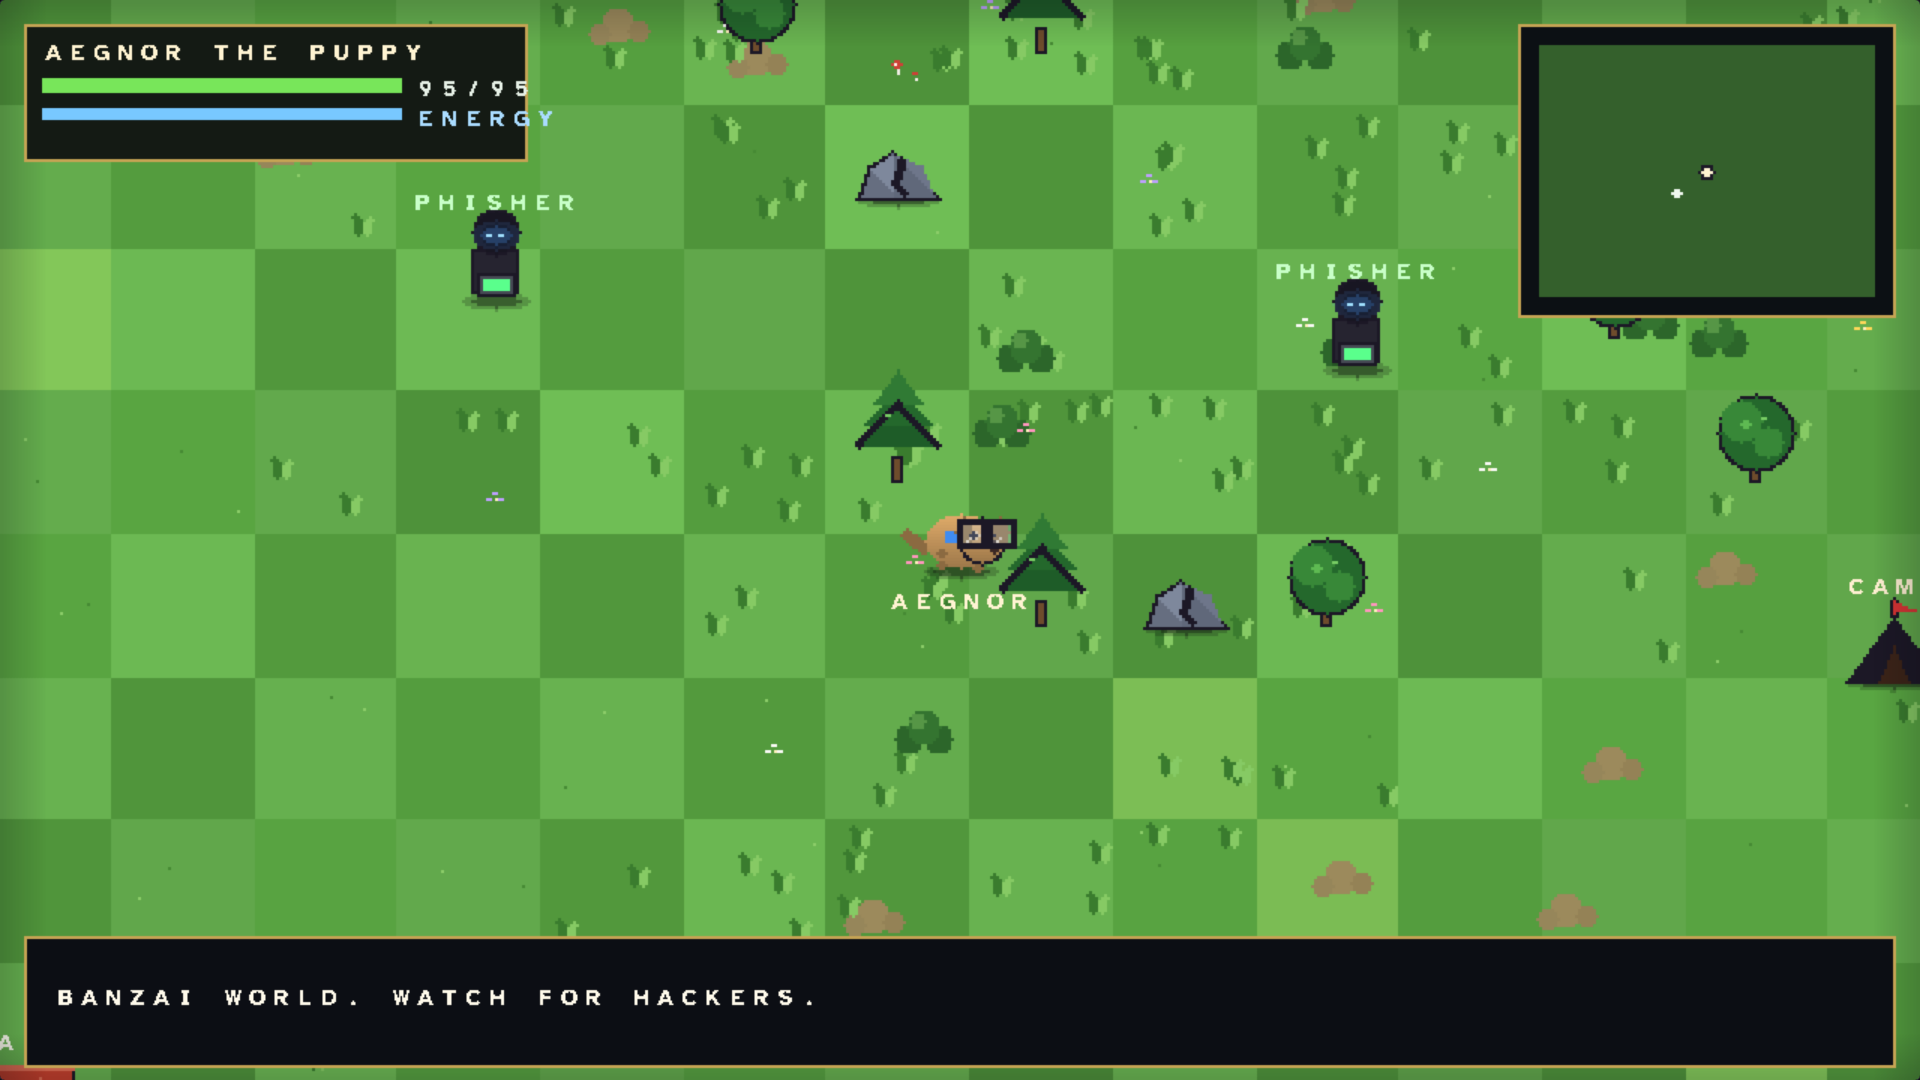 AEGNOR THE PUPPY
95/95
ENERGY
PHISHER
PHISHER
AEGNOR
CAM
BANZAI WORLD. WATCH FOR HACKERS.
A